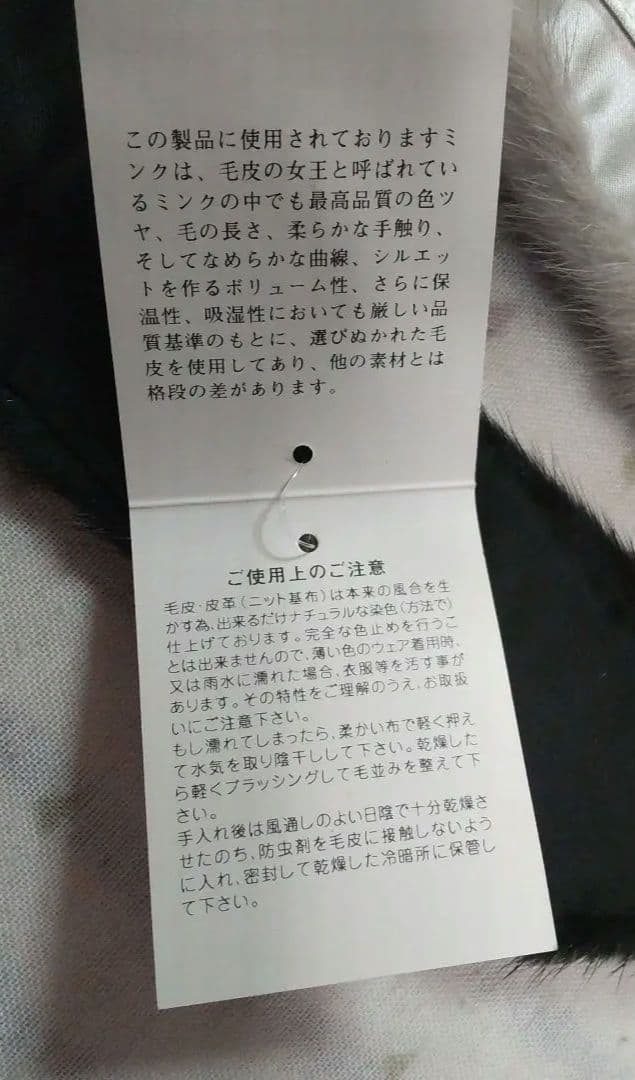 この製品に使用されておりますミ
ンクは、毛皮の女王と呼ばれてい
るミンクの中でも最高品質の色ツ
ヤ、毛の長さ、柔らかな手触り、
そしてなめらかな曲線、シルエッ
トを作るボリューム性、さらに保
温性、吸湿性においても厳しい品
質基準のもとに、選びぬかれた毛
皮を使用してあり、他の素材とは
格段の差があります。
ご使用上のご注意
毛皮・皮革(ニット基布)は本来の風合を生
かす為、出来るだけナチュラルな染色(方法で)
仕上げております。完全な色止めを行うこ
とは出来ませんので、薄い色のウェア着用時、
又は雨水に濡れた場合、衣服等を汚す事が
あります。その特性をご理解のうえ、お取扱
いにご注意下さい。
もし濡れてしまったら、柔かい布で軽く押え
て水気を取り陰干しして下さい。乾燥した
ら軽くブラッシングして毛並みを整えて下
さい。
手入れ後は風通しのよい日陰で十分乾燥さ
せたのち、防虫剤を毛皮に接触しないよう
に入れ、密封して乾燥した冷暗所に保管し
て下さい。